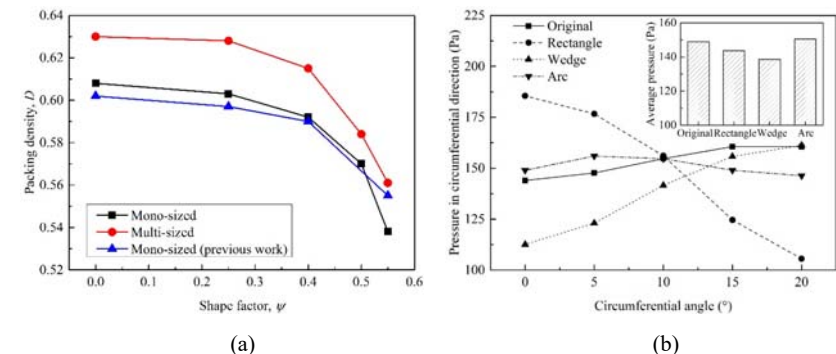 0.64
0.62
0.60
0.58
0.56
0.54
0.52
Packing density, D
Mono-sized
Multi-sized
Mono-sized (previous work)
0.0 0.1 0.2 0.3 0.4 0.5 0.6
Shape factor, ψ
(a)
225
200
175
150
125
100
Pressure in circumferential direction (Pa)
Original
Rectangle
Wedge
Arc
180
160
140
120
100
Average pressure (Pa)
Original Rectangle Wedge Arc
0 5 10 15 20
Circumferential angle (°)
(b)